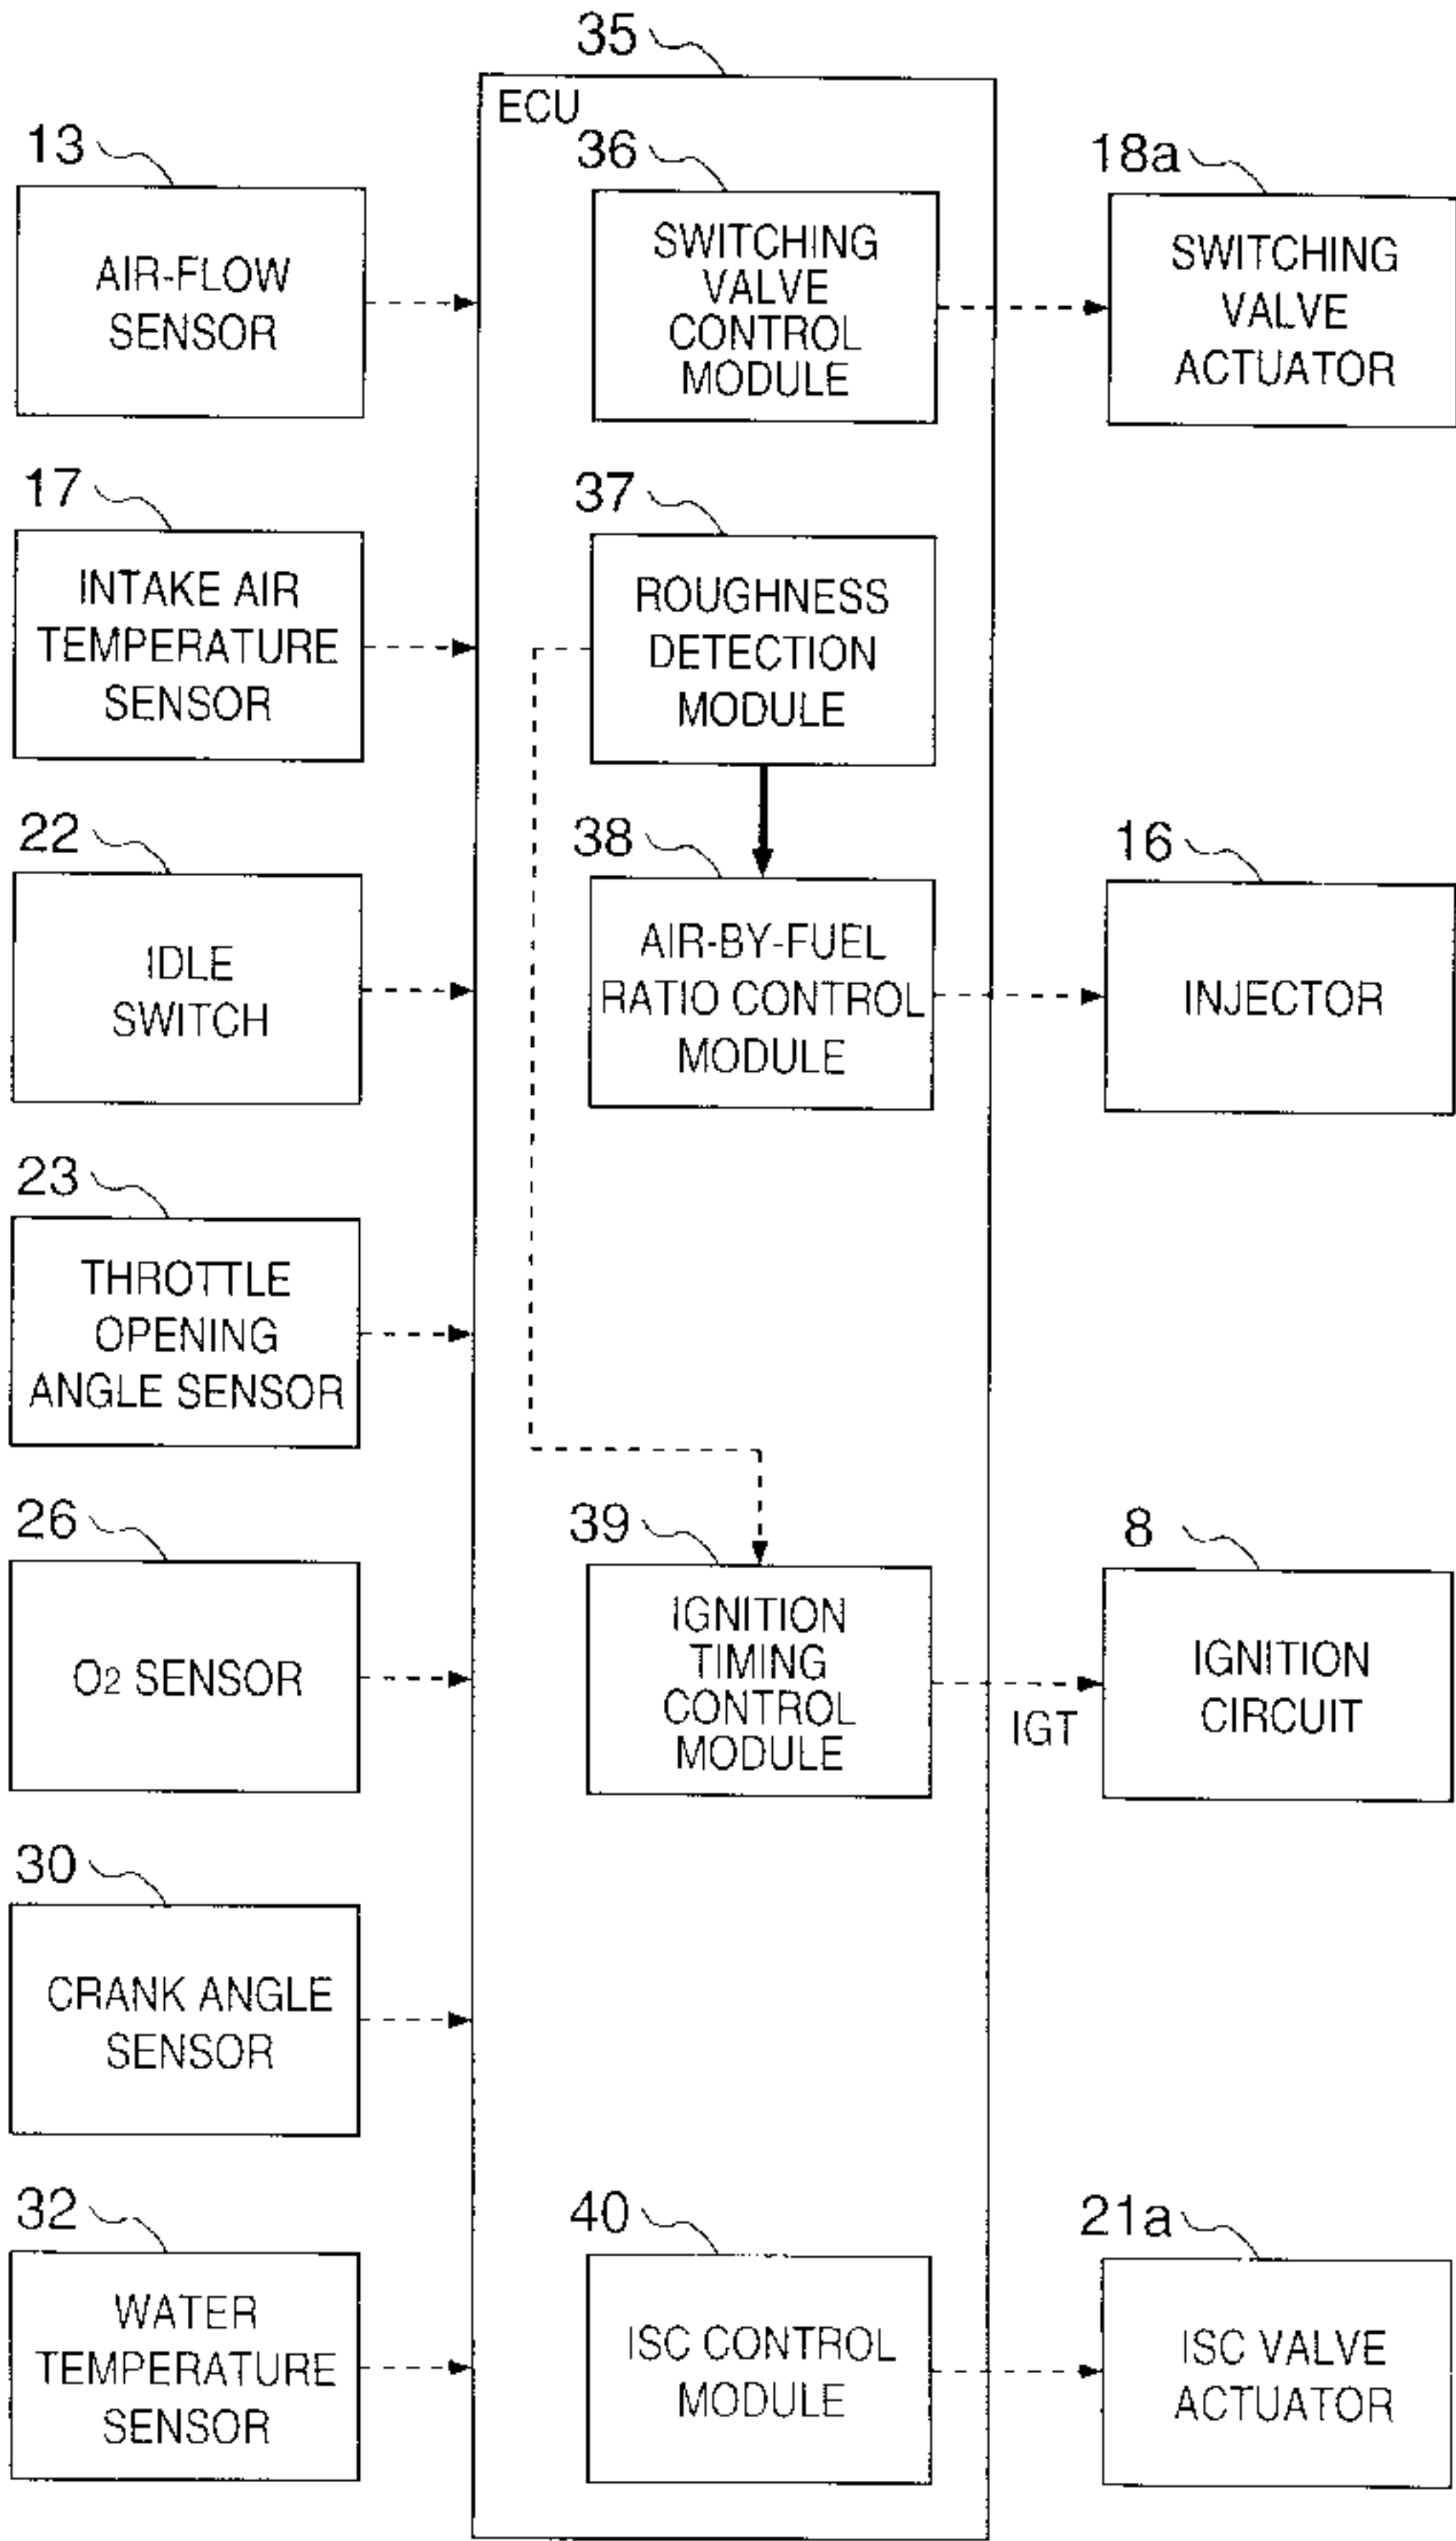 35
ECU
13
AIR-FLOW
SENSOR
36
SWITCHING
VALVE
CONTROL
MODULE
18a
SWITCHING
VALVE
ACTUATOR
17
INTAKE AIR
TEMPERATURE
SENSOR
37
ROUGHNESS
DETECTION
MODULE
22
IDLE
SWITCH
38
AIR-BY-FUEL
RATIO CONTROL
MODULE
16
INJECTOR
23
THROTTLE
OPENING
ANGLE SENSOR
26
O2 SENSOR
39
IGNITION
TIMING
CONTROL
MODULE
IGT
8
IGNITION
CIRCUIT
30
CRANK ANGLE
SENSOR
32
WATER
TEMPERATURE
SENSOR
40
ISC CONTROL
MODULE
21a
ISC VALVE
ACTUATOR